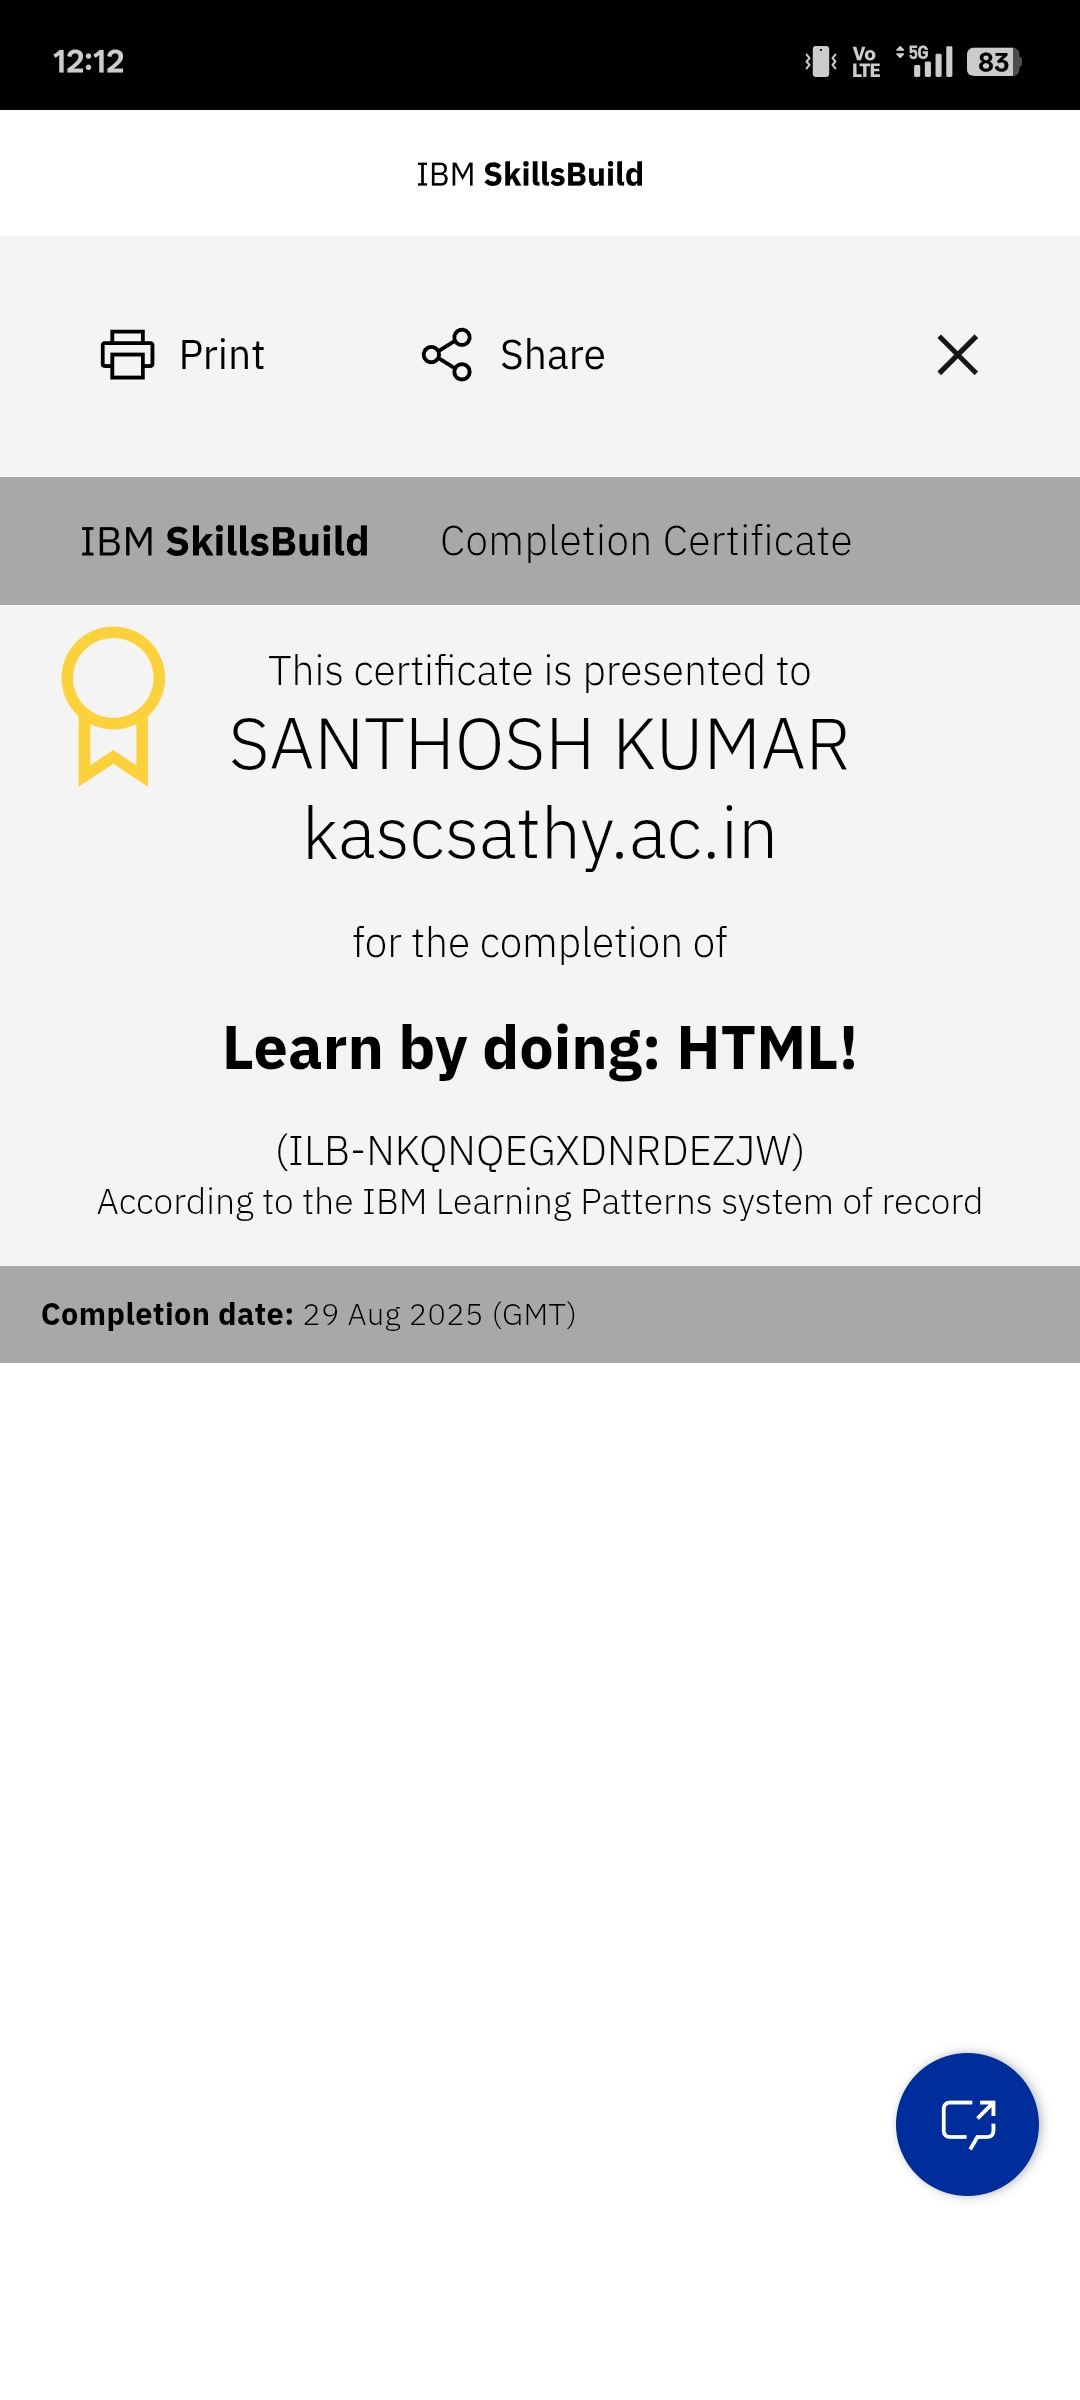 12:12
Vo LTE 5G 83
IBM SkillsBuild
Print Share
IBM SkillsBuild Completion Certificate
This certificate is presented to
SANTHOSH KUMAR
kascsathy.ac.in
for the completion of
Learn by doing: HTML!
(ILB-NKQNQEGXDNRDEZJW)
According to the IBM Learning Patterns system of record
Completion date: 29 Aug 2025 (GMT)